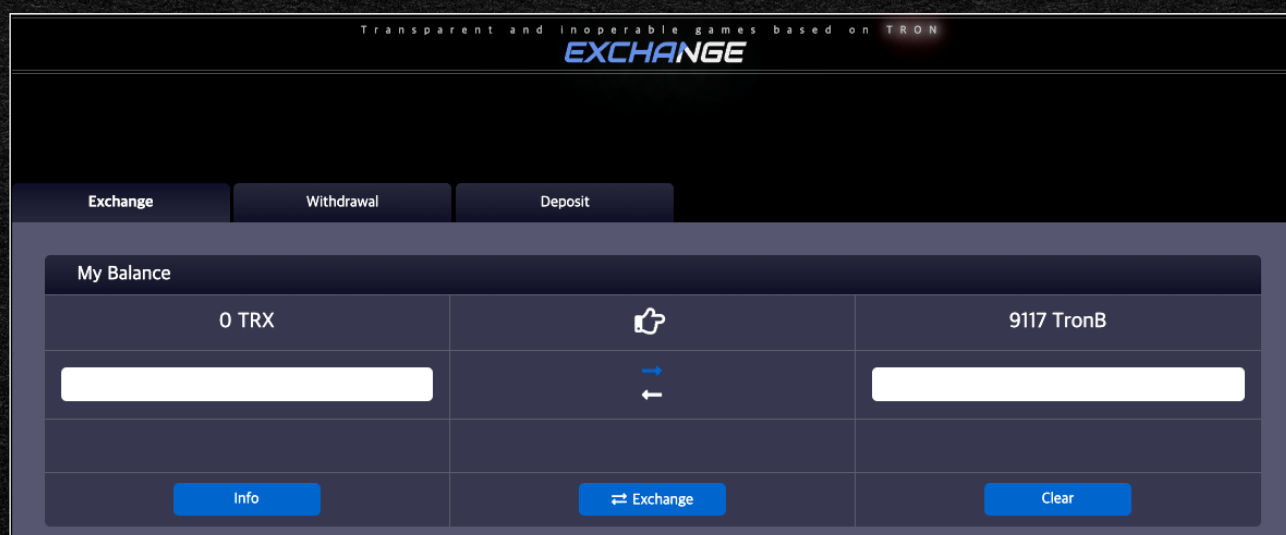 Transparent and inoperable games based on TRON
EXCHANGE
Exchange
Withdrawal
Deposit
My Balance
0 TRX
9117 TronB
Info
Exchange
Clear